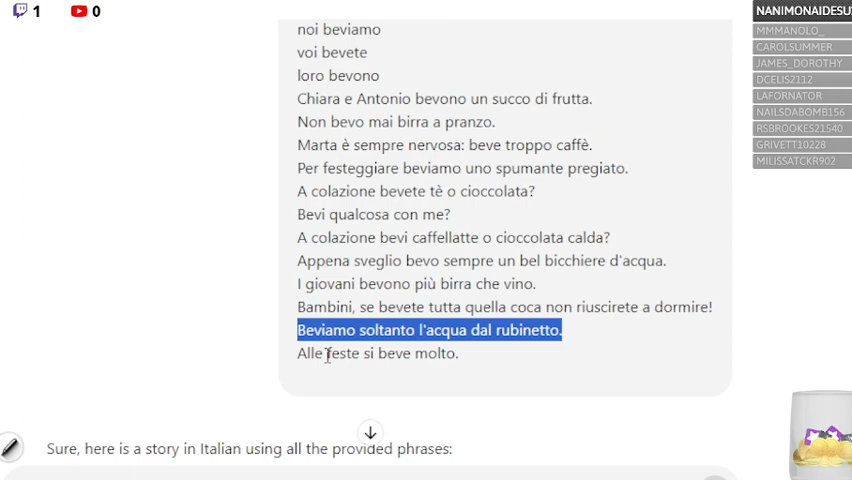 1
0
NANIMONAIDESU
MMMANOLO_
CAROLSUMMER
JAMES_DOROTHY
DCELIS2112
LAFORNATOR
NAILSDABOMB156
RSBROOKES21540
GRIVETT10228
MILISSATCKR902
noi beviamo
voi bevete
loro bevono
Chiara e Antonio bevono un succo di frutta.
Non bevo mai birra a pranzo.
Marta è sempre nervosa: beve troppo caffè.
Per festeggiare beviamo uno spumante pregiato.
A colazione bevete tè o cioccolata?
Bevi qualcosa con me?
A colazione bevi caffellatte o cioccolata calda?
Appena sveglio bevo sempre un bel bicchiere d'acqua.
I giovani bevono più birra che vino.
Bambini, se bevete tutta quella coca non riuscirete a dormire!
Beviamo soltanto l'acqua dal rubinetto.
Alle feste si beve molto.
Sure, here is a story in Italian using all the provided phrases: